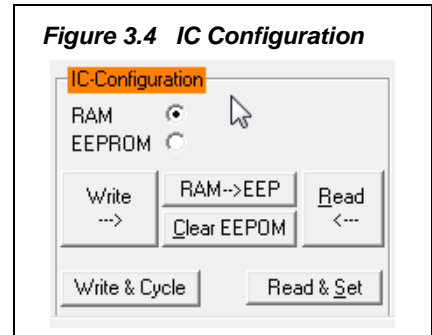 Figure 3.4 IC Configuration
IC-Configuration
RAM
EEPROM
Write
--->
RAM-->EEP
Clear EEPOM
Read
<---
Write & Cycle
Read & Set